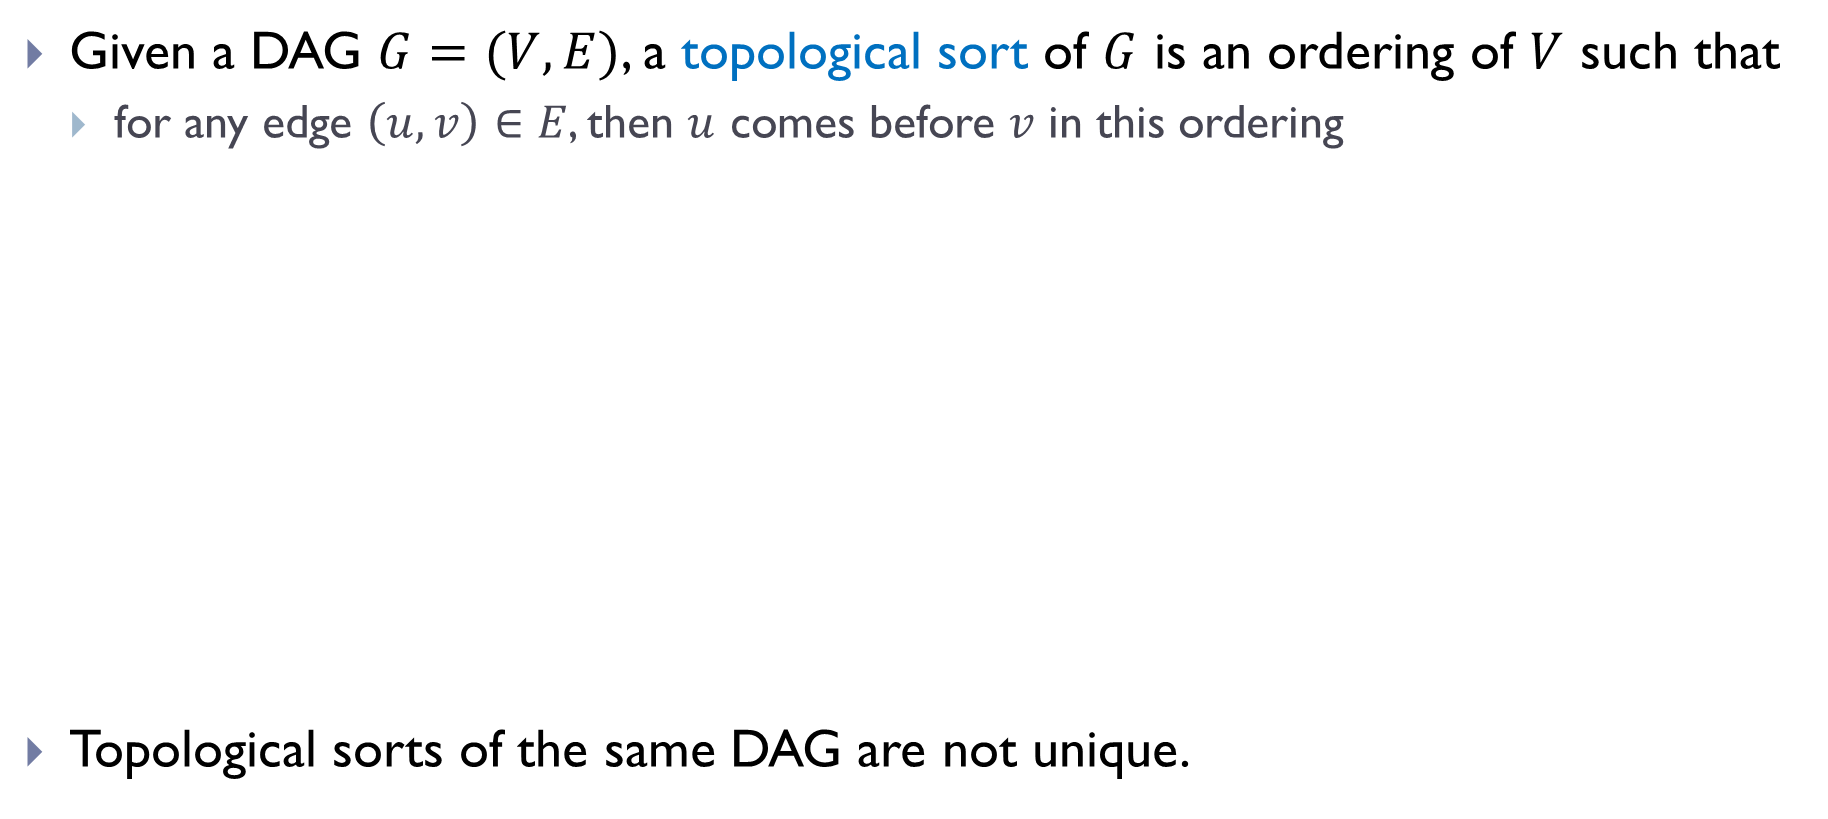 Given a DAG G = (V, E), a topological sort of G is an ordering of V such that
for any edge (u, v) ∈ E, then u comes before v in this ordering
Topological sorts of the same DAG are not unique.